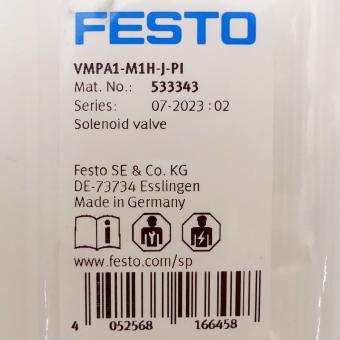 FESTO
VMPA1-M1H-J-PI
Mat. No.: 533343
Series: 07-2023 : 02
Solenoid valve
Festo SE & Co. KG
DE-73734 Esslingen
Made in Germany
www.festo.com/sp
4 052568 166458